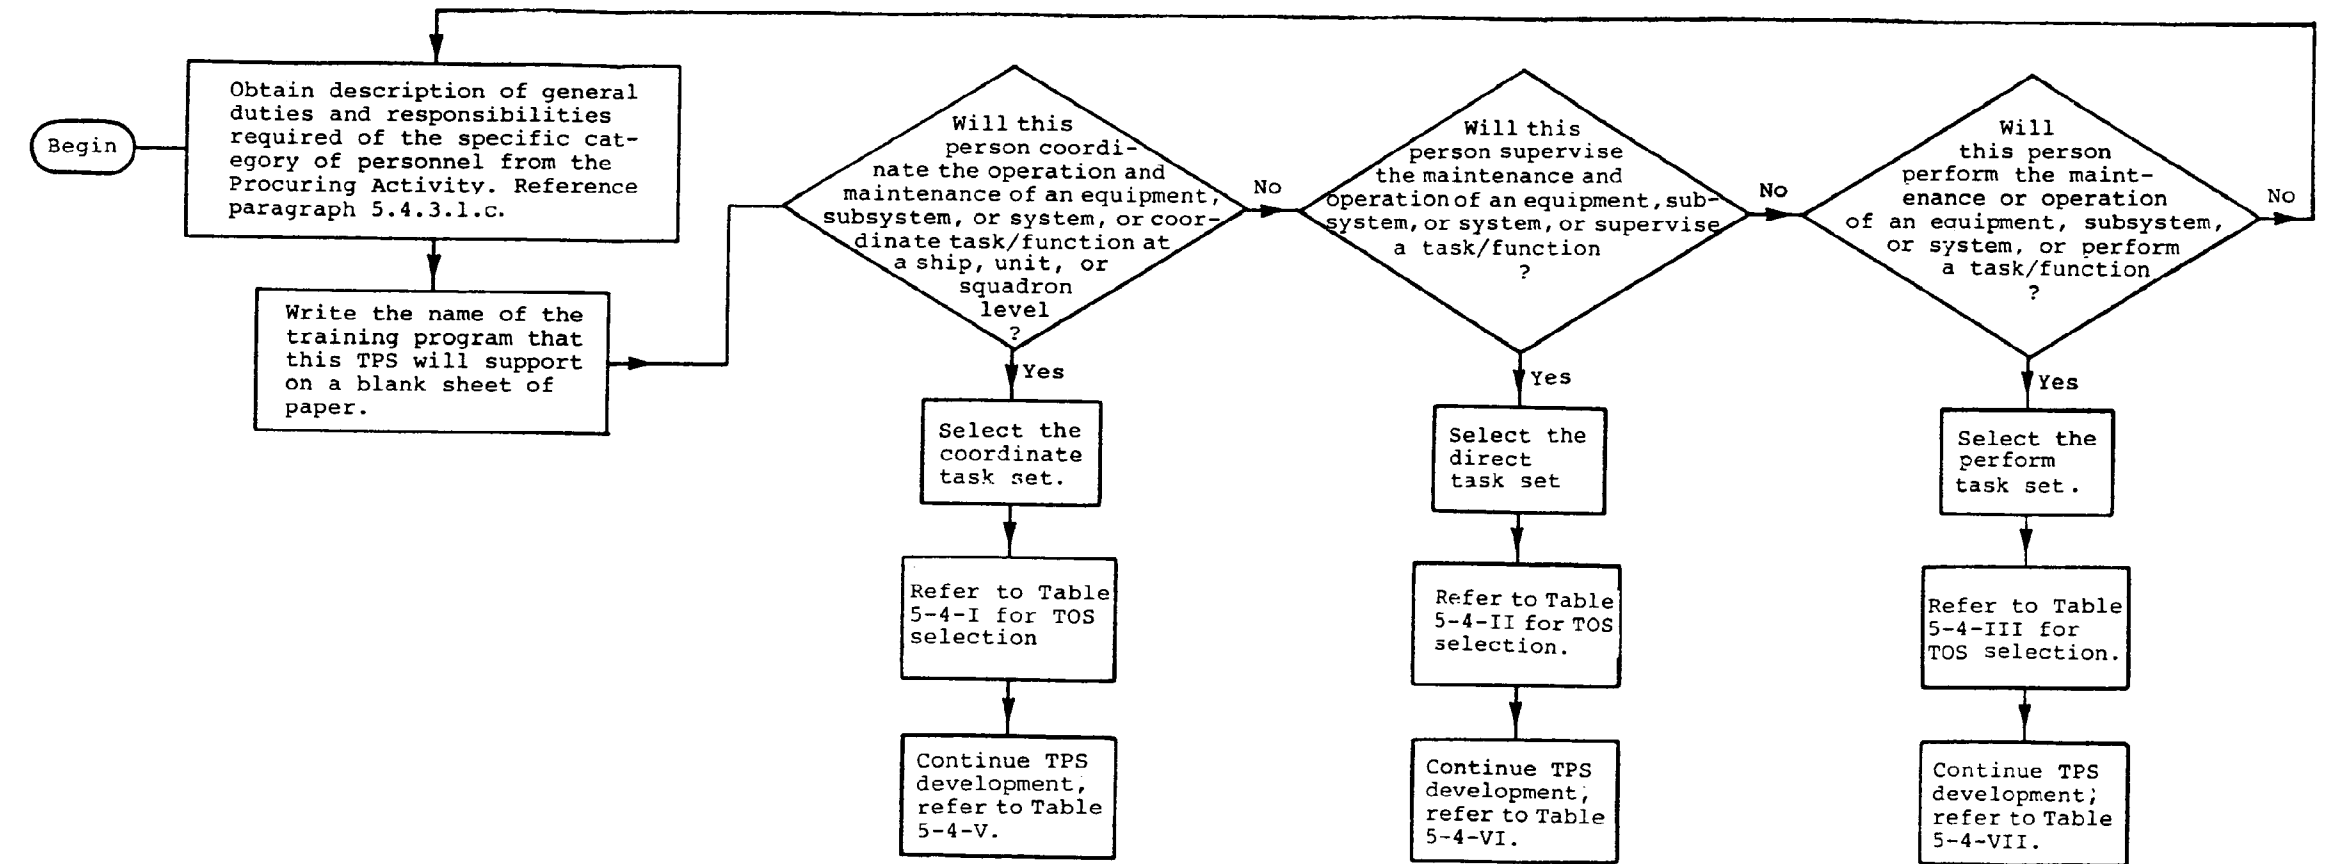 Begin
Obtain description of general
duties and responsibilities
required of the specific cat-
egory of personnel from the
Procuring Activity. Reference
paragraph 5.4.3.1.c.
Write the name of the
training program that
this TPS will support
on a blank sheet of
paper.
Will this
person coordi-
nate the operation and
maintenance of an equipment,
subsystem, or system, or coor-
dinate task/function at
a ship, unit, or
squadron
level
?
No
Yes
Select the
coordinate
task set.
Refer to Table
5-4-I for TOS
selection
Continue TPS
development,
refer to Table
5-4-V.
Will this
person supervise
the maintenance and
operation of an equipment, sub-
system, or system, or supervise
a task/function
?
No
Yes
Select the
direct
task set
Refer to Table
5-4-II for TOS
selection.
Continue TPS
development,
refer to Table
5-4-VI.
Will
this person
perform the maint-
enance or operation
of an equipment, subsystem,
or system, or perform
a task/function
?
No
Yes
Select the
perform
task set.
Refer to Table
5-4-III for
TOS selection.
Continue TPS
development,
refer to Table
5-4-VII.